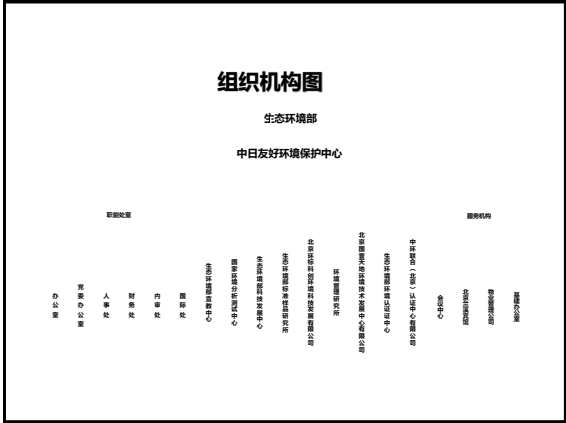 组织机构图
生态环境部
中日友好环境保护中心
职能处室
服务机构
办公室
党委办公室
人事处
财务处
内审处
国际处
生态环境部宣教中心
国家环境分析测试中心
生态环境部科技发展中心
生态环境部标准样品研究所
北京环标科创环境科技发展有限公司
环境管理研究所
北京国宣天地环境技术发展中心有限公司
生态环境部环境认证中心
中环联合（北京）认证中心有限公司
会议中心
北京兰溪宾馆
物业管理公司
基建办公室